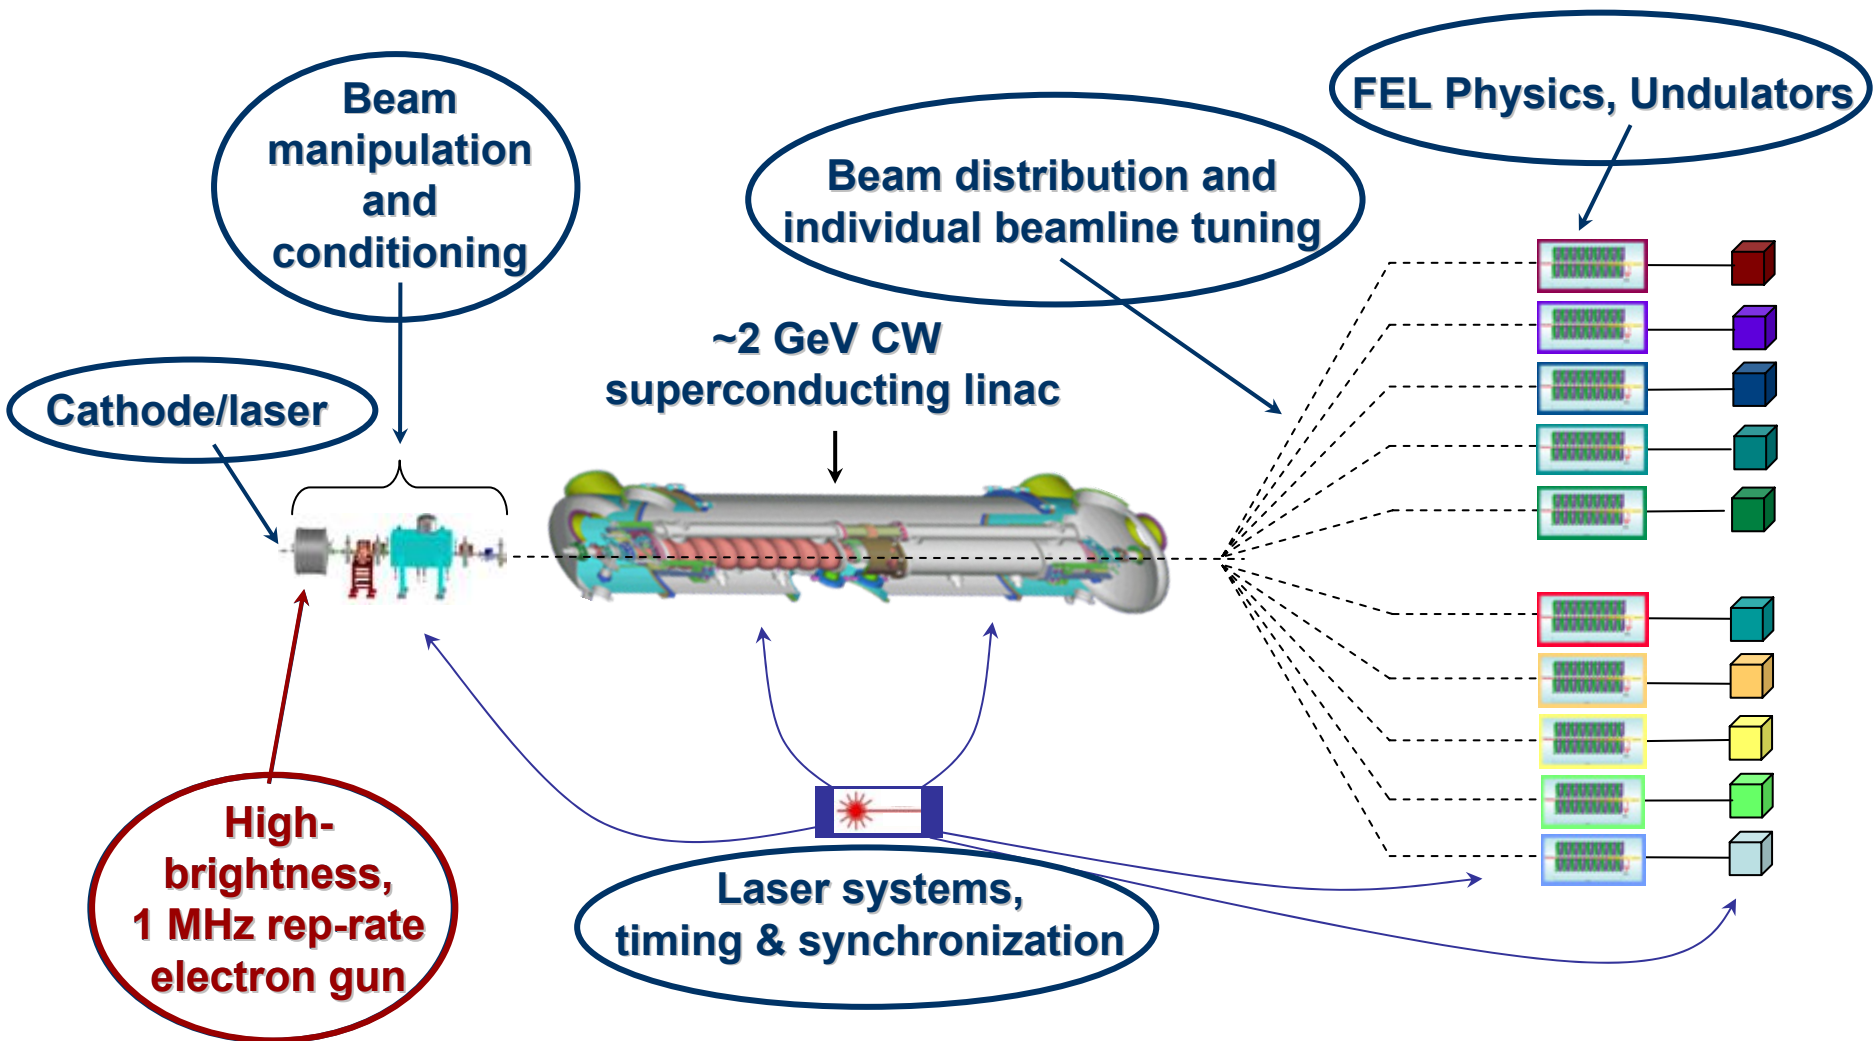 Beam
manipulation
and
conditioning
FEL Physics, Undulators
Beam distribution and
individual beamline tuning
~2 GeV CW
superconducting linac
Cathode/laser
High-
brightness,
1 MHz rep-rate
electron gun
Laser systems,
timing & synchronization